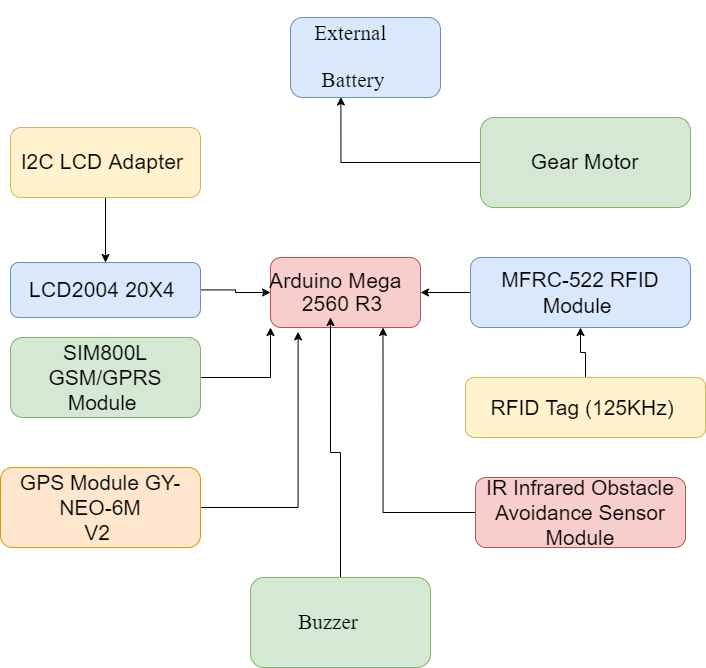 External
Battery
Gear Motor
I2C LCD Adapter
LCD2004 20X4
Arduino Mega
2560 R3
MFRC-522 RFID
Module
SIM800L
GSM/GPRS
Module
RFID Tag (125KHz)
GPS Module GY-
NEO-6M
V2
IR Infrared Obstacle
Avoidance Sensor
Module
Buzzer